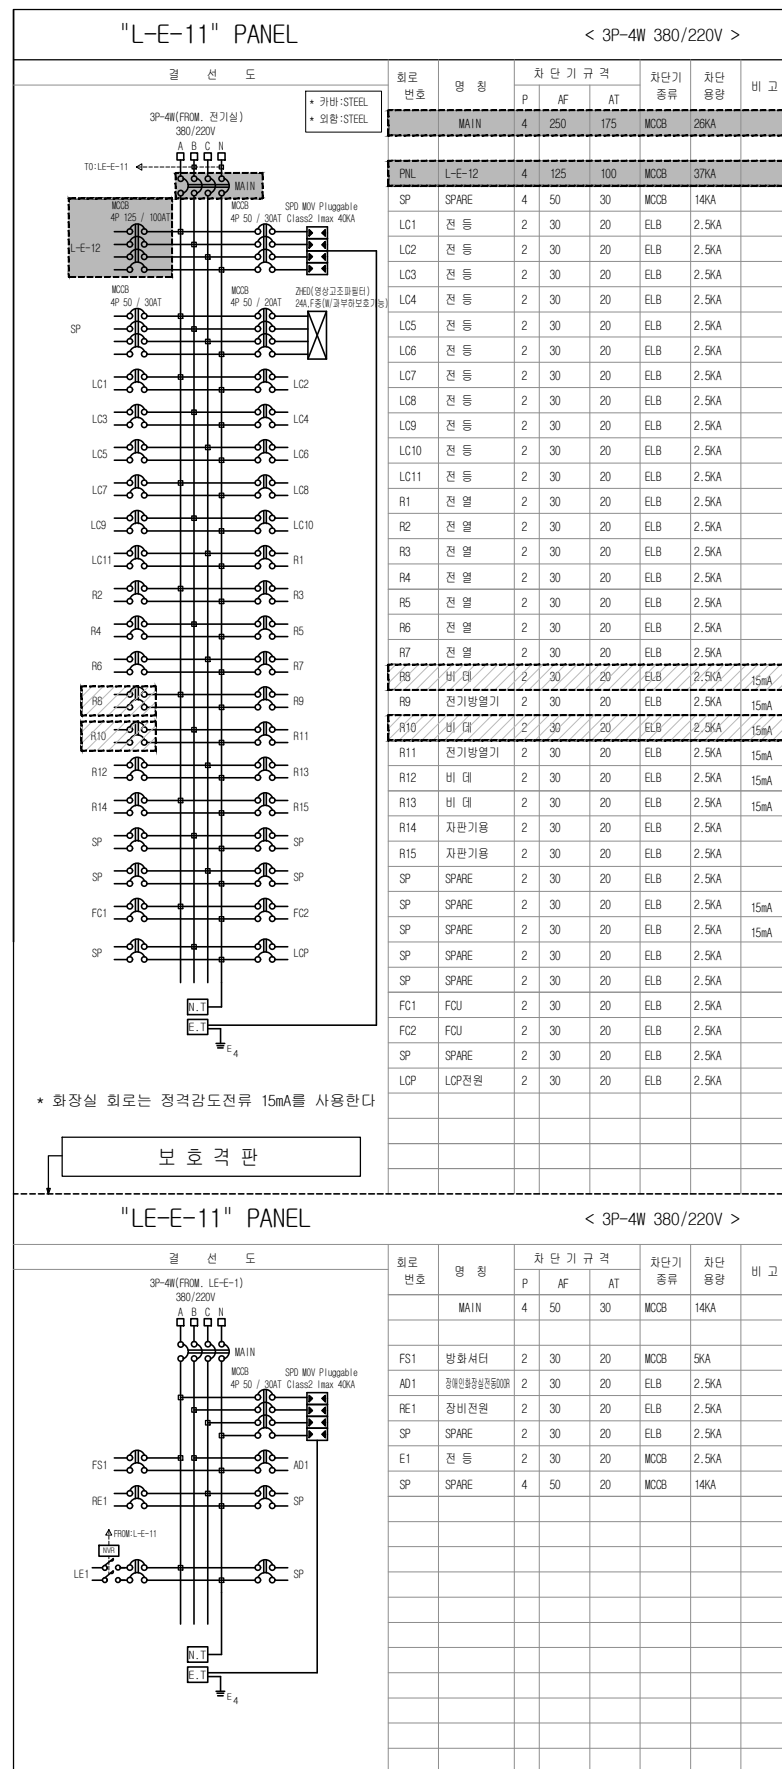 "L-E-11" PANEL
< 3P-4W 380/220V >
결 선 도
* 카바:STEEL
* 외함:STEEL
3P-4W(FROM. 전기실)
380/220V
A B C N
TO:LE-E-11
MAIN
MCCB
4P 125 / 100AT
L-E-12
MCCB
4P 50 / 30AT
SPD MOV Pluggable
Class2 Imax 40KA
MCCB
4P 50 / 30AT
SP
MCCB
4P 50 / 20AT
ZHED(영상고조파필터)
24A,F종(W/과부하보호기능)
LC1 LC2
LC3 LC4
LC5 LC6
LC7 LC8
LC9 LC10
LC11 R1
R2 R3
R4 R5
R6 R7
R8 R9
R10 R11
R12 R13
R14 R15
SP SP
SP SP
FC1 FC2
SP LCP
N.T
E.T
E4
* 화장실 회로는 정격감도전류 15mA를 사용한다
보 호 격 판
회로 번호 명 칭 차 단 기 규 격 차단기 종류 차단 용량 비 고
P AF AT
MAIN 4 250 175 MCCB 26KA
PNL L-E-12 4 125 100 MCCB 37KA
SP SPARE 4 50 30 MCCB 14KA
LC1 전 등 2 30 20 ELB 2.5KA
LC2 전 등 2 30 20 ELB 2.5KA
LC3 전 등 2 30 20 ELB 2.5KA
LC4 전 등 2 30 20 ELB 2.5KA
LC5 전 등 2 30 20 ELB 2.5KA
LC6 전 등 2 30 20 ELB 2.5KA
LC7 전 등 2 30 20 ELB 2.5KA
LC8 전 등 2 30 20 ELB 2.5KA
LC9 전 등 2 30 20 ELB 2.5KA
LC10 전 등 2 30 20 ELB 2.5KA
LC11 전 등 2 30 20 ELB 2.5KA
R1 전 열 2 30 20 ELB 2.5KA
R2 전 열 2 30 20 ELB 2.5KA
R3 전 열 2 30 20 ELB 2.5KA
R4 전 열 2 30 20 ELB 2.5KA
R5 전 열 2 30 20 ELB 2.5KA
R6 전 열 2 30 20 ELB 2.5KA
R7 전 열 2 30 20 ELB 2.5KA
R8 비 데 2 30 20 ELB 2.5KA 15mA
R9 전기방열기 2 30 20 ELB 2.5KA 15mA
R10 비 데 2 30 20 ELB 2.5KA 15mA
R11 전기방열기 2 30 20 ELB 2.5KA 15mA
R12 비 데 2 30 20 ELB 2.5KA 15mA
R13 비 데 2 30 20 ELB 2.5KA 15mA
R14 자판기용 2 30 20 ELB 2.5KA
R15 자판기용 2 30 20 ELB 2.5KA
SP SPARE 2 30 20 ELB 2.5KA
SP SPARE 2 30 20 ELB 2.5KA 15mA
SP SPARE 2 30 20 ELB 2.5KA 15mA
SP SPARE 2 30 20 ELB 2.5KA
SP SPARE 2 30 20 ELB 2.5KA
FC1 FCU 2 30 20 ELB 2.5KA
FC2 FCU 2 30 20 ELB 2.5KA
SP SPARE 2 30 20 ELB 2.5KA
LCP LCP전원 2 30 20 ELB 2.5KA
"LE-E-11" PANEL
< 3P-4W 380/220V >
결 선 도
3P-4W(FROM. LE-E-1)
380/220V
A B C N
MAIN
MCCB
4P 50 / 30AT
SPD MOV Pluggable
Class2 Imax 40KA
FS1 AD1
RE1 SP
FROM:L-E-11
NVR
LE1 SP
N.T
E.T
E4
회로 번호 명 칭 차 단 기 규 격 차단기 종류 차단 용량 비 고
P AF AT
MAIN 4 50 30 MCCB 14KA
FS1 방화셔터 2 30 20 MCCB 5KA
AD1 장애인화장실전동DOOR 2 30 20 ELB 2.5KA
RE1 장비전원 2 30 20 ELB 2.5KA
SP SPARE 2 30 20 ELB 2.5KA
E1 전 등 2 30 20 MCCB 2.5KA
SP SPARE 4 50 20 MCCB 14KA